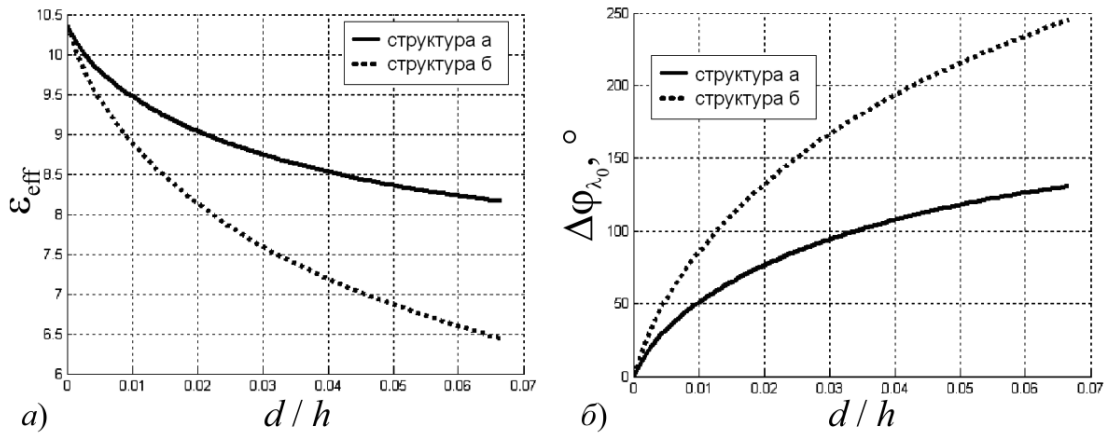 10.5
10
9.5
9
8.5
8
7.5
7
6.5
6
ε_eff
структура а
структура б
0 0.01 0.02 0.03 0.04 0.05 0.06 0.07
а) d / h
250
200
150
100
50
0
Δφ_λ₀, °
структура а
структура б
0 0.01 0.02 0.03 0.04 0.05 0.06 0.07
б) d / h